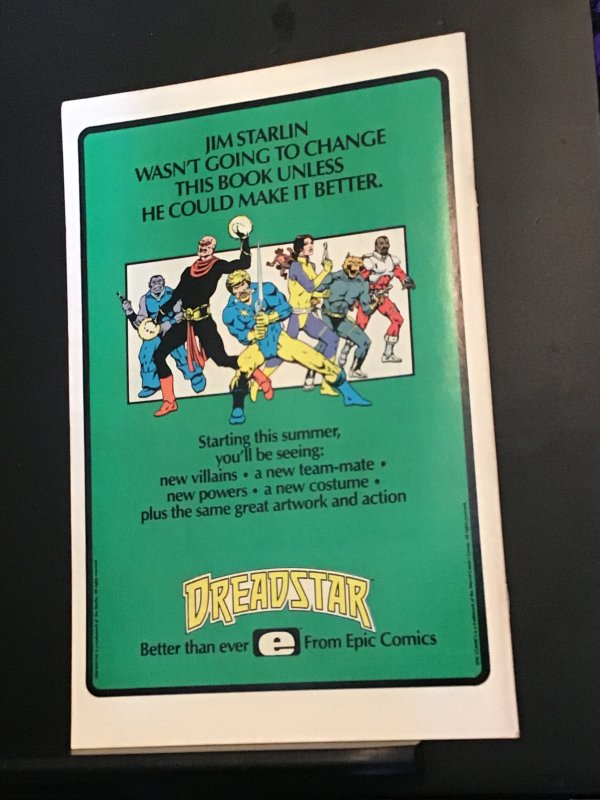 JIM STARLIN
WASN'T GOING TO CHANGE
THIS BOOK UNLESS
HE COULD MAKE IT BETTER.
Starting this summer,
you'll be seeing:
new villains • a new team-mate •
new powers • a new costume •
plus the same great artwork and action
DREADSTAR
Better than ever e From Epic Comics